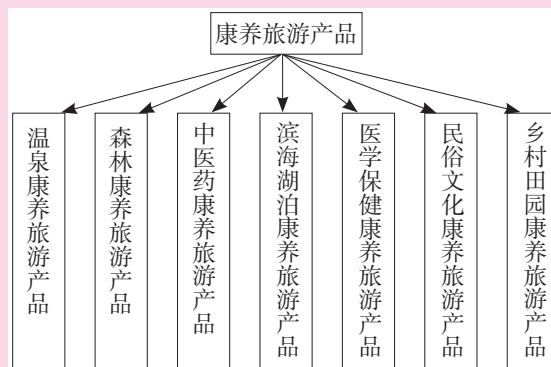 康养旅游产品
温泉康养旅游产品
森林康养旅游产品
中医药康养旅游产品
滨海湖泊康养旅游产品
医学保健康养旅游产品
民俗文化康养旅游产品
乡村田园康养旅游产品